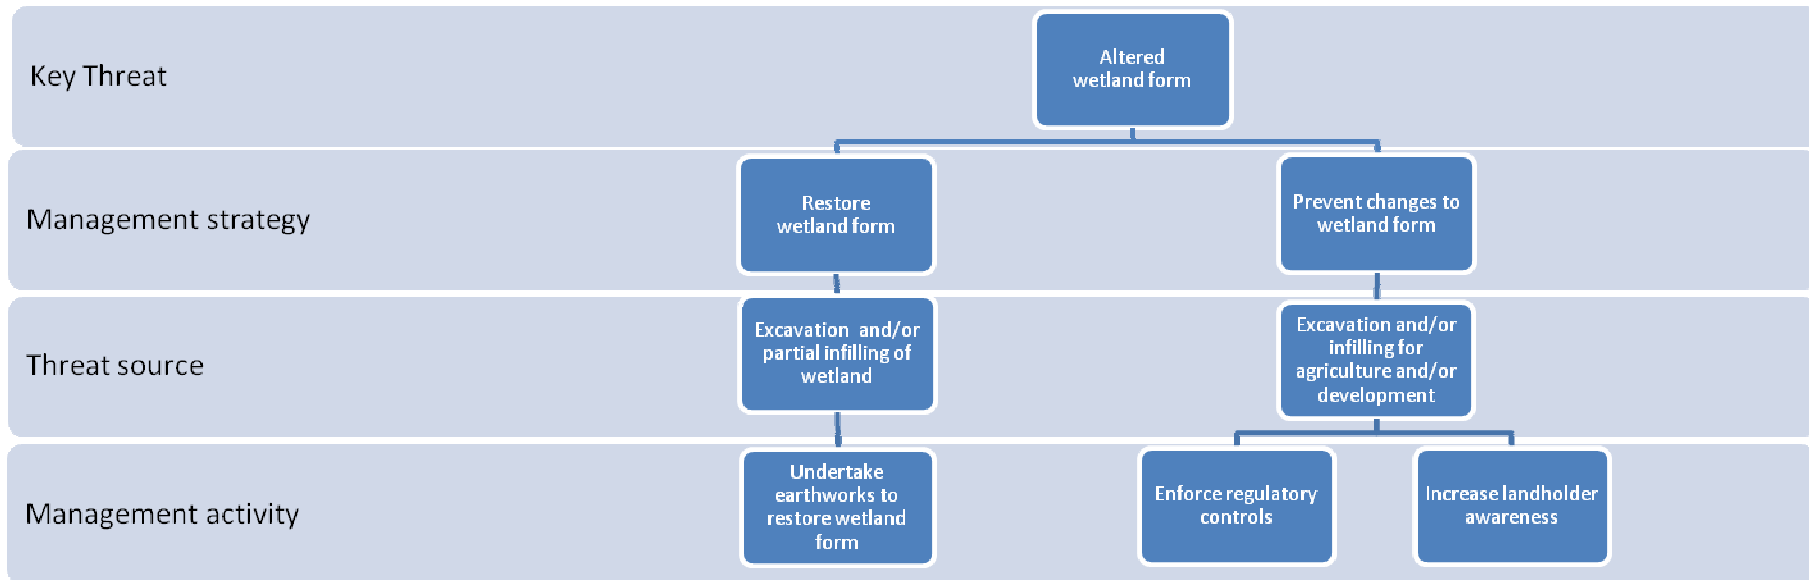 Key Threat
Altered
wetland form
Management strategy
Restore
wetland form
Prevent changes to
wetland form
Threat source
Excavation and/or
partial infilling of
wetland
Excavation and/or
infilling for
agriculture and/or
development
Management activity
Undertake
earthworks to
restore wetland
form
Enforce regulatory
controls
Increase landholder
awareness